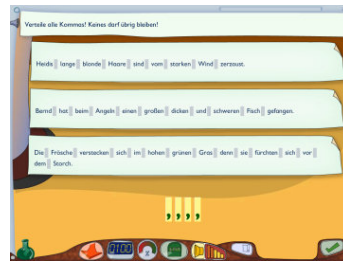 Verteile alle Kommas! Keines darf übrig bleiben!
Heids lange blonde Haare sind vom starken Wind zerzaust.
Bernd hat beim Angeln einen großen dicken und schweren Fisch gefangen.
Die Frösche verstecken sich im hohen grünen Gras denn sie fürchten sich vor
dem Storch.
, , , ,
0100